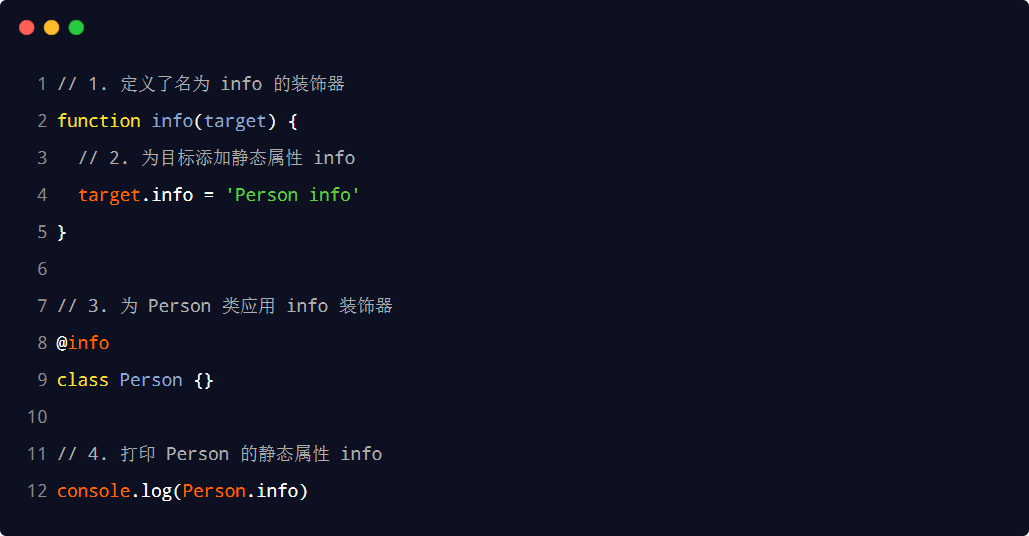 1 // 1. 定义了名为 info 的装饰器
2 function info(target) {
3   // 2. 为目标添加静态属性 info
4   target.info = 'Person info'
5 }
6
7 // 3. 为 Person 类应用 info 装饰器
8 @info
9 class Person {}
10
11 // 4. 打印 Person 的静态属性 info
12 console.log(Person.info)